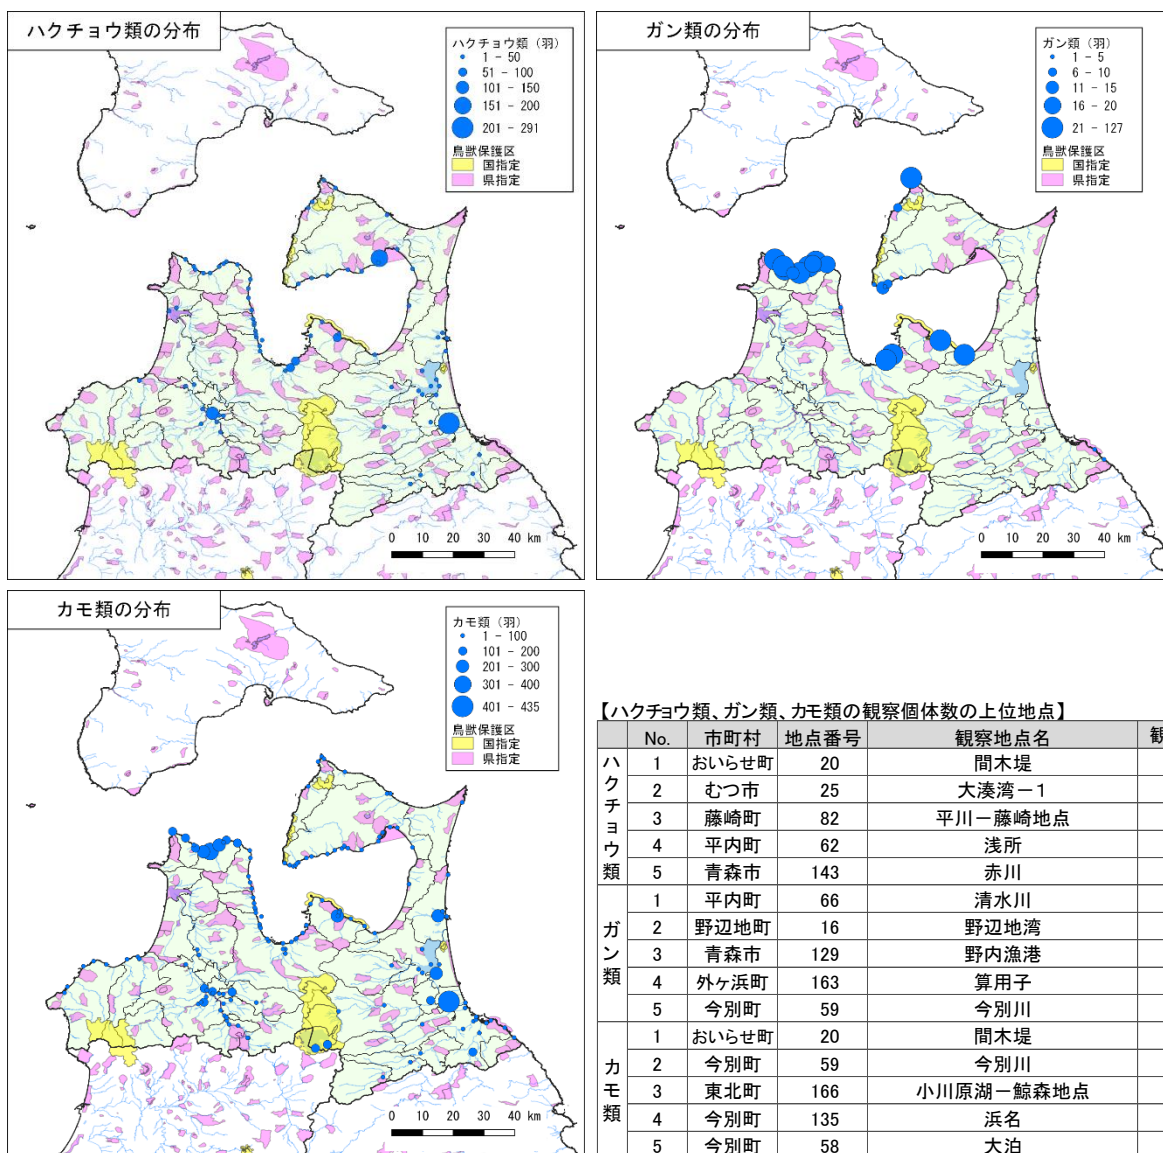 ハクチョウ類の分布
ハクチョウ類（羽）
1 - 50
51 - 100
101 - 150
151 - 200
201 - 291
鳥獣保護区
国指定
県指定
0 10 20 30 40 km
ガン類の分布
ガン類（羽）
1 - 5
6 - 10
11 - 15
16 - 20
21 - 127
鳥獣保護区
国指定
県指定
0 10 20 30 40 km
カモ類の分布
カモ類（羽）
1 - 100
101 - 200
201 - 300
301 - 400
401 - 435
鳥獣保護区
国指定
県指定
0 10 20 30 40 km
【ハクチョウ類、ガン類、カモ類の観察個体数の上位地点】
No. 市町村 地点番号 観察地点名 観
ハクチョウ類
1 おいらせ町 20 間木堤
2 むつ市 25 大湊湾－1
3 藤崎町 82 平川－藤崎地点
4 平内町 62 浅所
5 青森市 143 赤川
ガン類
1 平内町 66 清水川
2 野辺地町 16 野辺地湾
3 青森市 129 野内漁港
4 外ヶ浜町 163 算用子
5 今別町 59 今別川
カモ類
1 おいらせ町 20 間木堤
2 今別町 59 今別川
3 東北町 166 小川原湖－鯨森地点
4 今別町 135 浜名
5 今別町 58 大泊